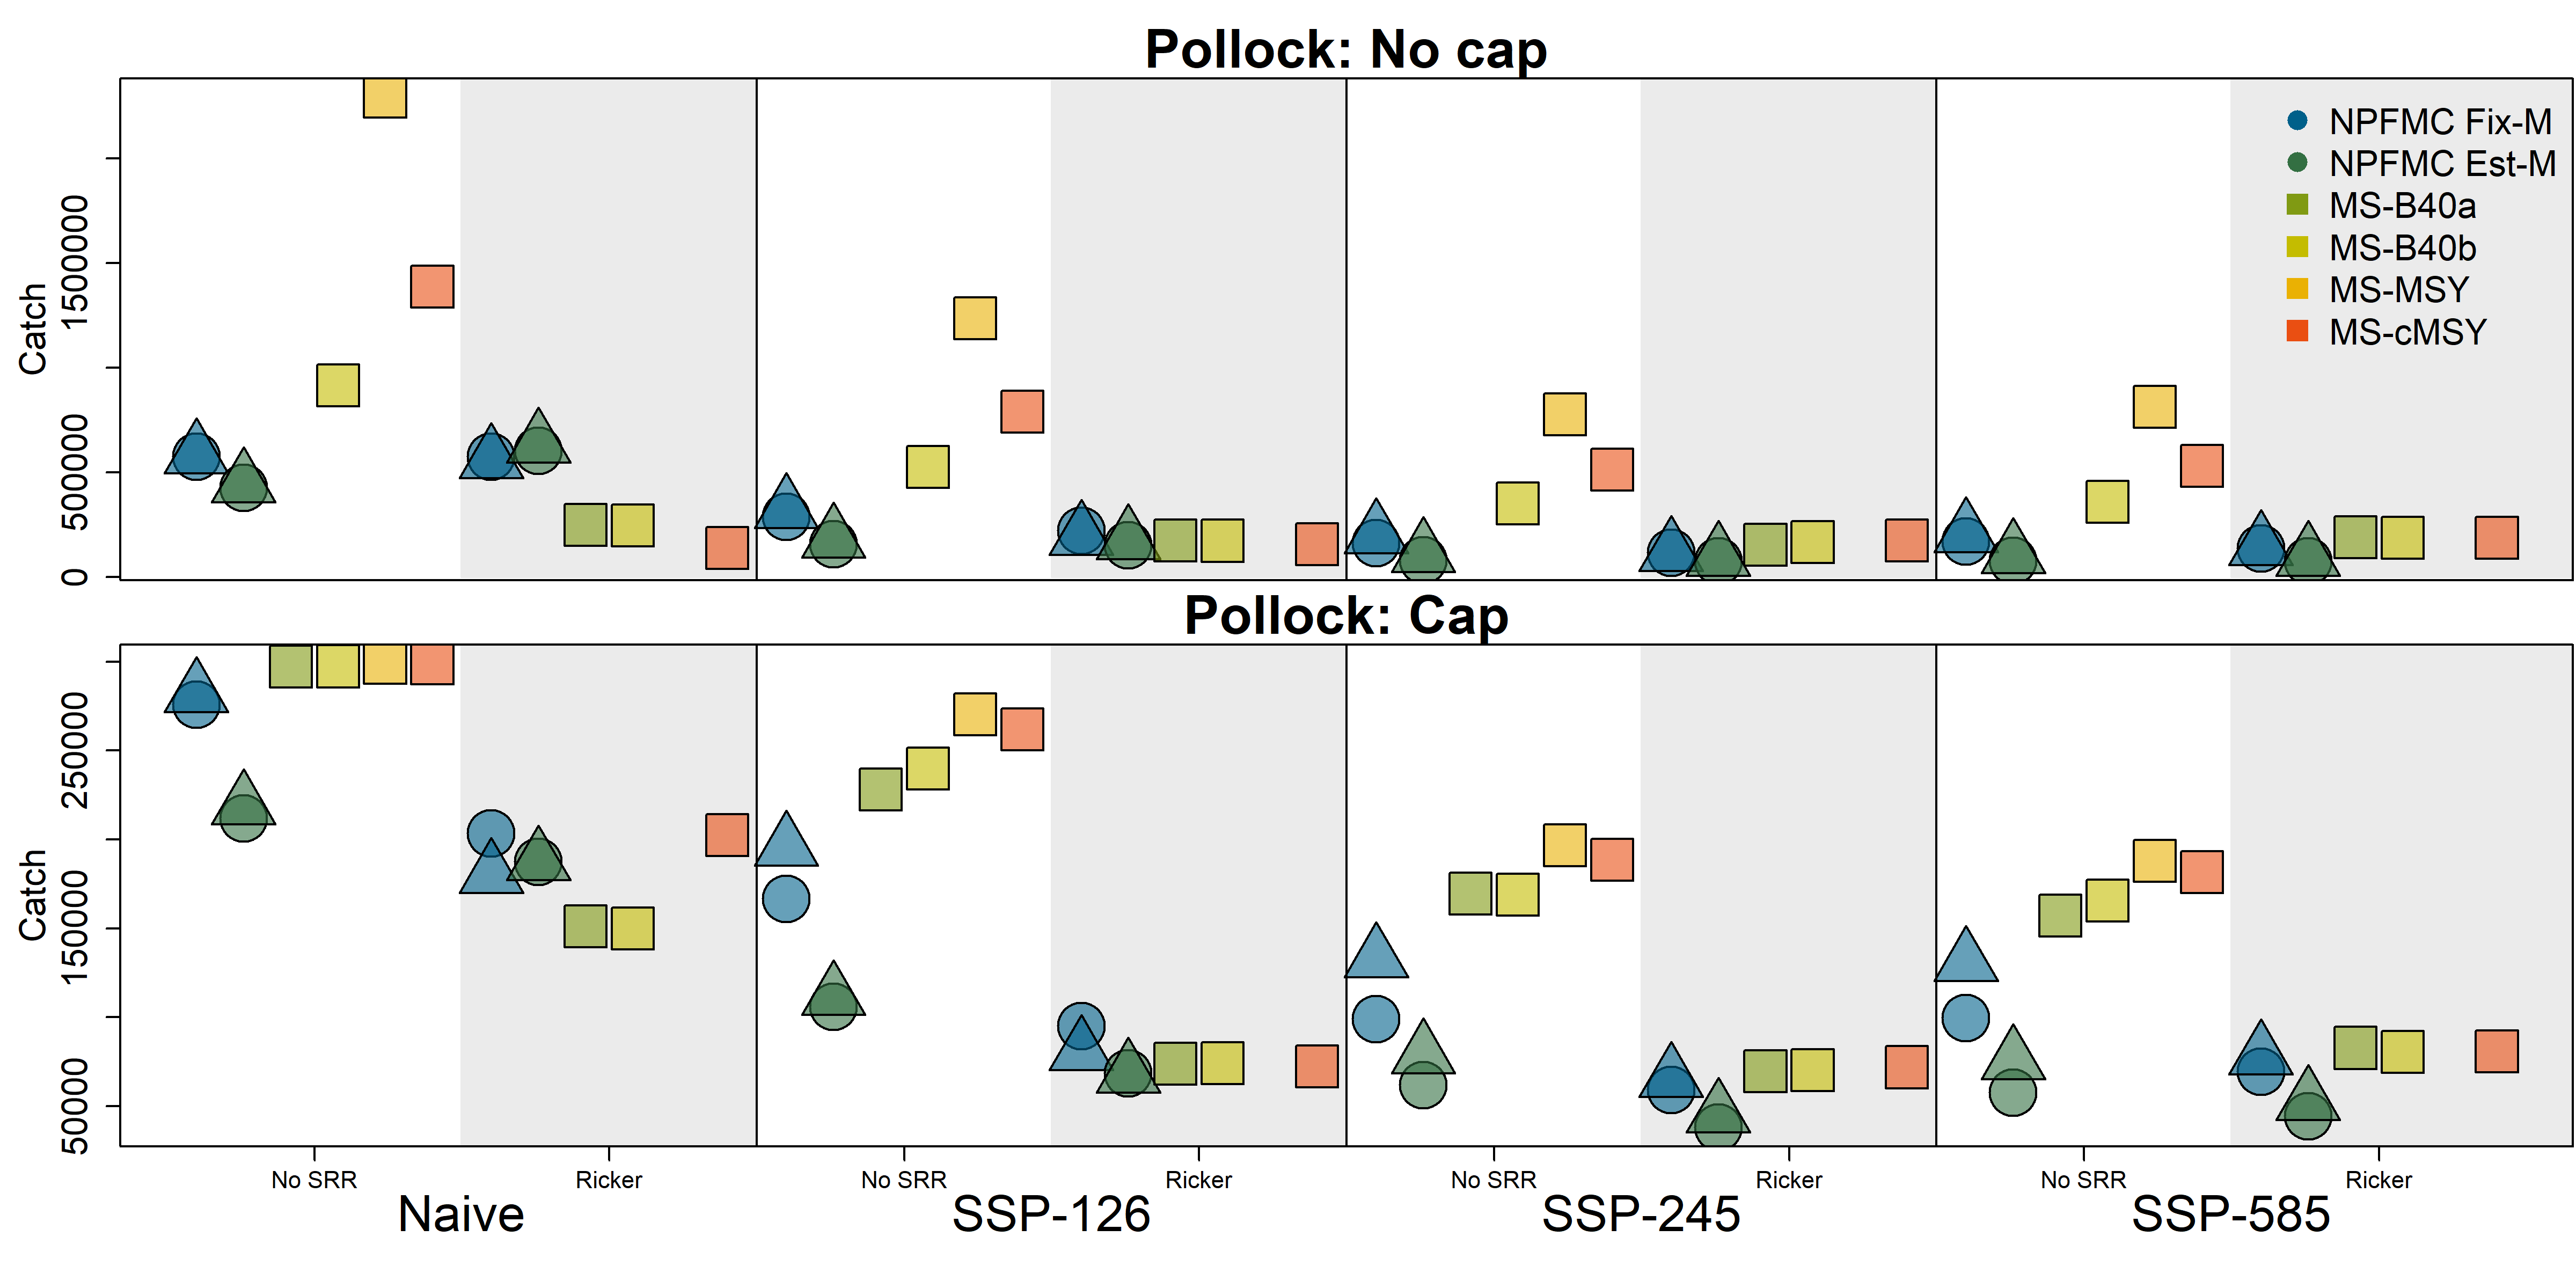 Pollock: No cap
Catch
1500000
500000
0
NPFMC Fix-M
NPFMC Est-M
MS-B40a
MS-B40b
MS-MSY
MS-cMSY
Pollock: Cap
Catch
250000
150000
50000
No SRR Ricker No SRR Ricker No SRR Ricker No SRR Ricker
Naive SSP-126 SSP-245 SSP-585